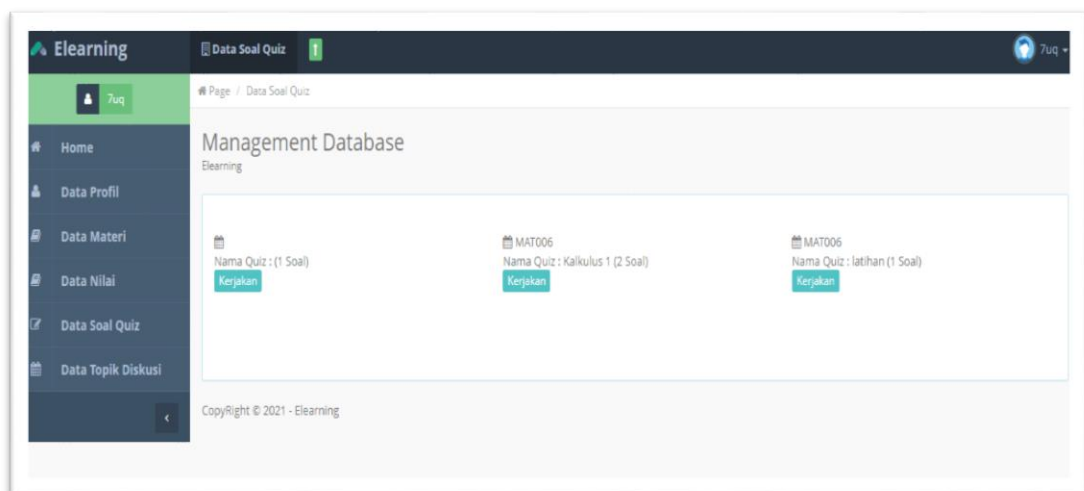 Elearning
Data Soal Quiz
7uq
7uq
Page / Data Soal Quiz
Home
Data Profil
Data Materi
Data Nilai
Data Soal Quiz
Data Topik Diskusi
Management Database
Elearning
Nama Quiz : (1 Soal)
Kerjakan
MAT006
Nama Quiz : Kalkulus 1 (2 Soal)
Kerjakan
MAT006
Nama Quiz : latihan (1 Soal)
Kerjakan
CopyRight © 2021 - Elearning